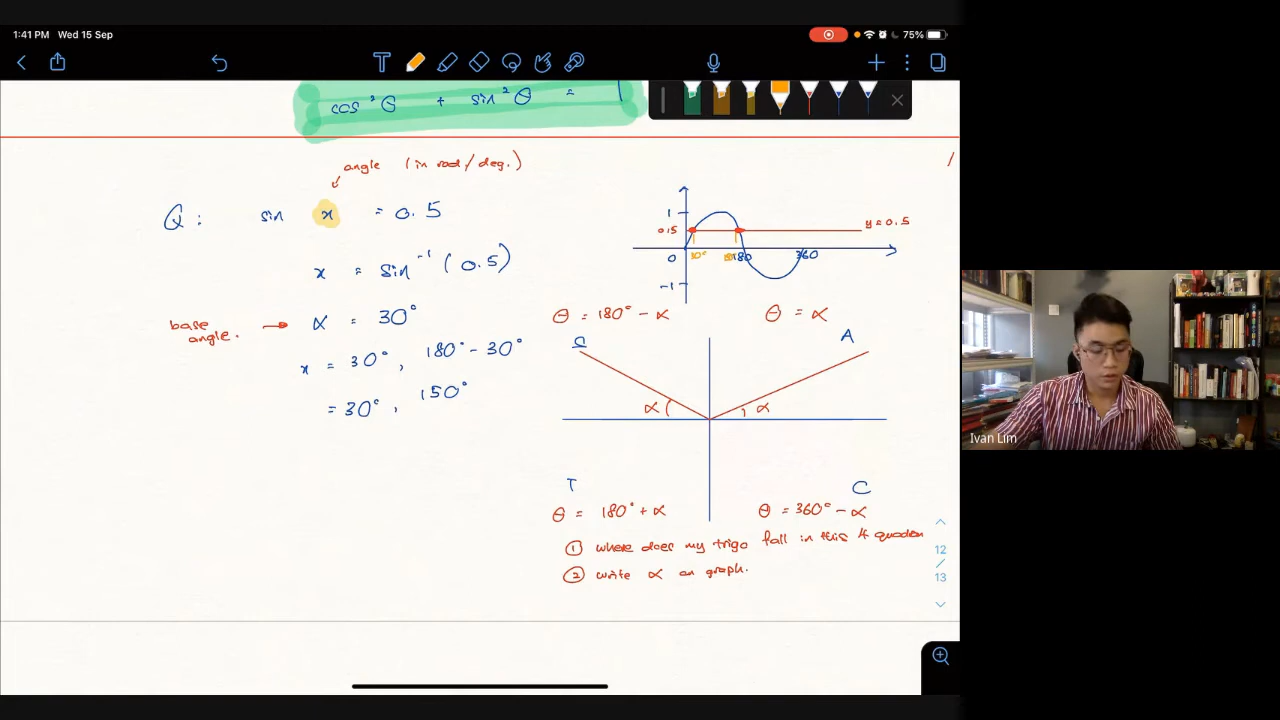 1:41 PM Wed 15 Sep
75%
cos²θ + sin²θ = 1
angle (in rad/deg.)
Q: sin x = 0.5
x = sin⁻¹ (0.5)
base angle. → α = 30°
x = 30°, 180° - 30°
= 30°, 150°
1
0.5
y = 0.5
0
30°
180
360
-1
θ = 180° - α
θ = α
S
A
α
α
T
C
θ = 180° + α
θ = 360° - α
① where does my trigo fall in this 4 quadran
② write α on graph.
12
/
13
Ivan Lim